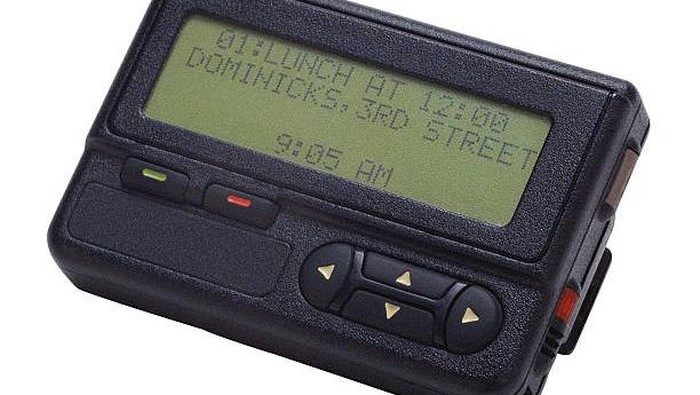 01:LUNCH AT 12:00
DOMINICKS,3RD STREET
9:05 AM